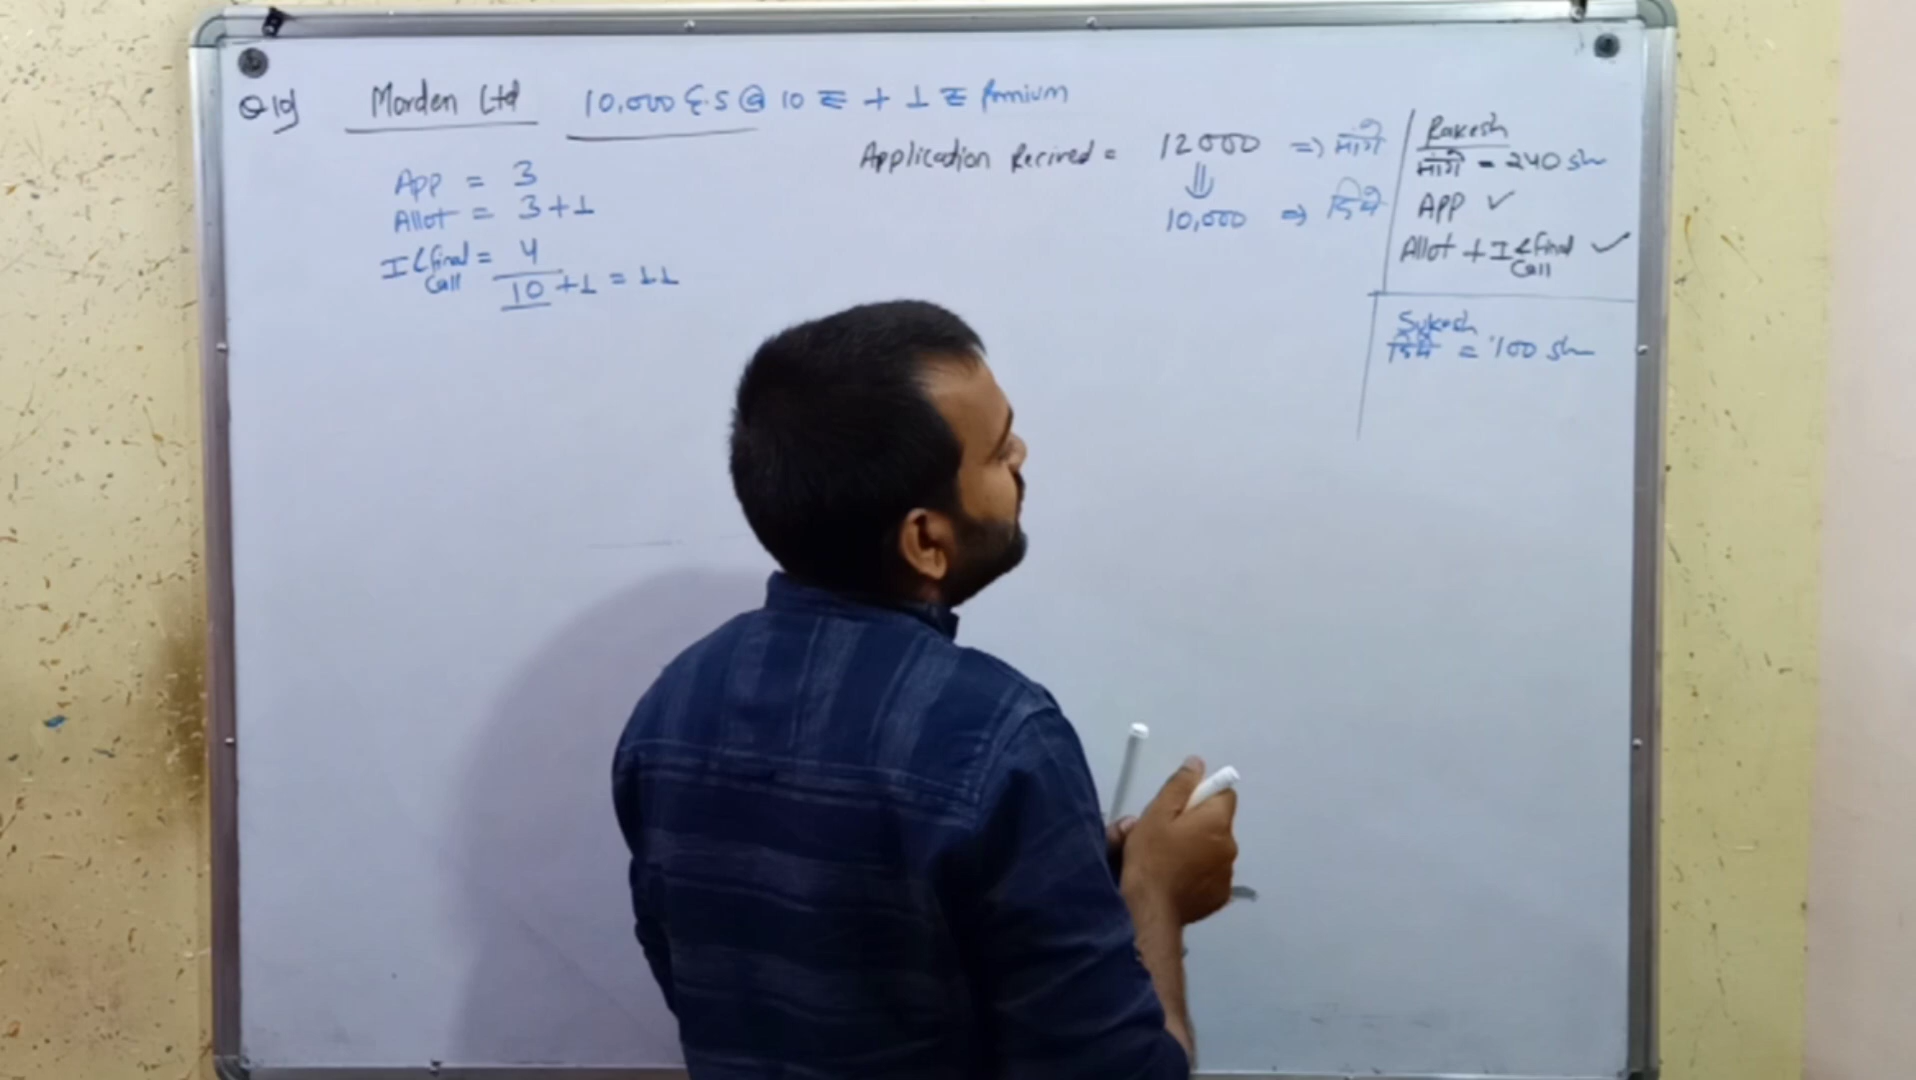 Q 19) Morden Ltd 10,000 E.S @ 10 ₹ + 1 ₹ Premium
Application Recived = 12000 ⇒ मांगे
⇓
10,000 ⇒ दिये
App = 3
Allot = 3+1
I & final Call = 4
10 + 1 = 11
Rakesh
मांगे = 240 sh
APP ✓
Allot + I & final Call ✓
Sukesh
दिये = 100 sh